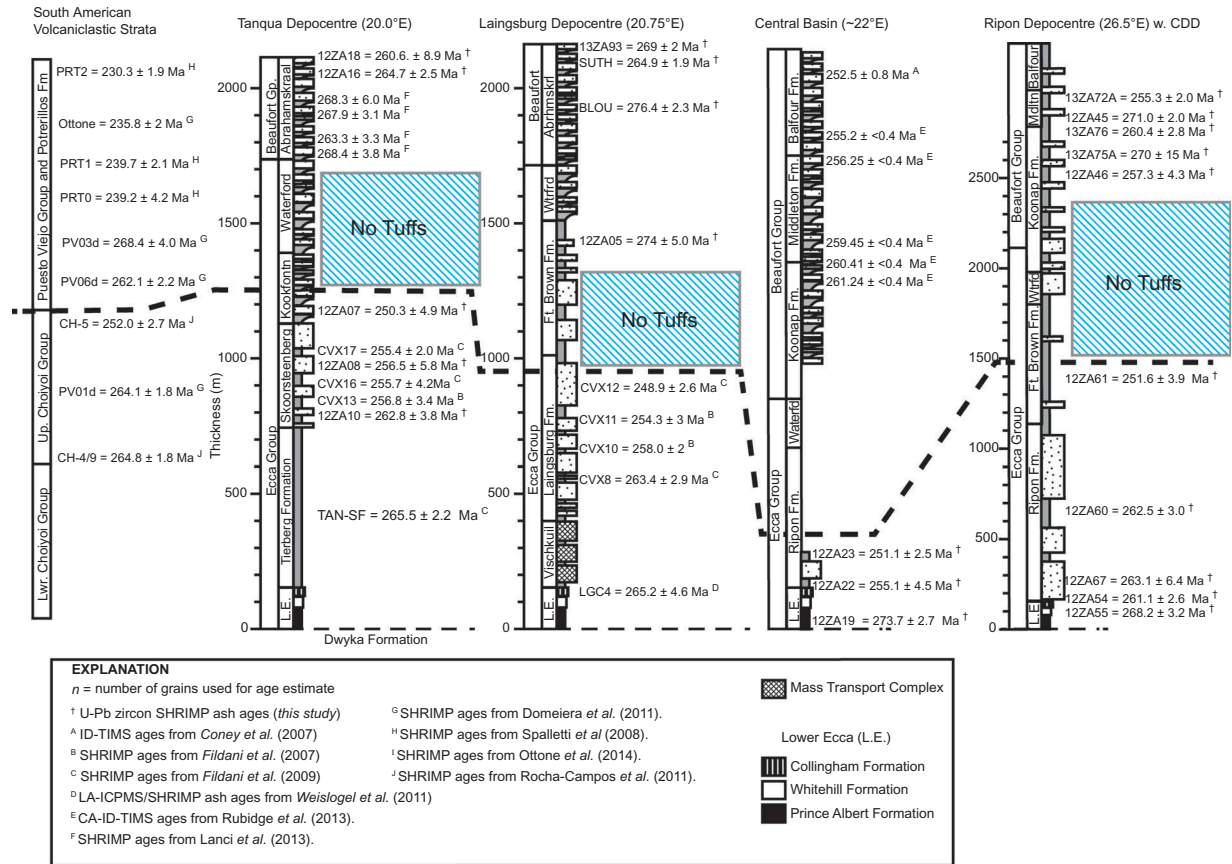 South American
Volcaniclastic Strata
PRT2 = 230.3 ± 1.9 Ma H
Ottone = 235.8 ± 2 Ma G
PRT1 = 239.7 ± 2.1 Ma H
PRT0 = 239.2 ± 4.2 Ma H
PV03d = 268.4 ± 4.0 Ma G
PV06d = 262.1 ± 2.2 Ma G
CH-5 = 252.0 ± 2.7 Ma J
PV01d = 264.1 ± 1.8 Ma G
CH-4/9 = 264.8 ± 1.8 Ma J
Puesto Viejo Group and Potrerillos Fm
Up. Choiyoi Group
Lwr. Choiyoi Group
Tanqua Depocentre (20.0°E)
Thickness (m)
2000
1500
1000
500
0
Beaufort Gp.
Abrahamskraal
Waterford
Kookfontn
Skoorsteenberg
Ecca Group
Tierberg Formation
L.E.
12ZA18 = 260.6. ± 8.9 Ma †
12ZA16 = 264.7 ± 2.5 Ma †
268.3 ± 6.0 Ma F
267.9 ± 3.1 Ma F
263.3 ± 3.3 Ma F
268.4 ± 3.8 Ma F
No Tuffs
12ZA07 = 250.3 ± 4.9 Ma †
CVX17 = 255.4 ± 2.0 Ma C
12ZA08 = 256.5 ± 5.8 Ma †
CVX16 = 255.7 ± 4.2Ma C
CVX13 = 256.8 ± 3.4 Ma B
12ZA10 = 262.8 ± 3.8 Ma †
TAN-SF = 265.5 ± 2.2 Ma C
Dwyka Formation
Laingsburg Depocentre (20.75°E)
2000
1500
1000
500
0
Beaufort
Abrhmskrl
Wtrfrd
Ft. Brown Fm.
Ecca Group
Laingsburg Fm.
Vischkuil
L.E.
13ZA93 = 269 ± 2 Ma †
SUTH = 264.9 ± 1.9 Ma †
BLOU = 276.4 ± 2.3 Ma †
12ZA05 = 274 ± 5.0 Ma †
No Tuffs
CVX12 = 248.9 ± 2.6 Ma C
CVX11 = 254.3 ± 3 Ma B
CVX10 = 258.0 ± 2 B
CVX8 = 263.4 ± 2.9 Ma C
LGC4 = 265.2 ± 4.6 Ma D
Central Basin (~22°E)
Beaufort Group
Balfour Fm.
Middleton Fm.
Koonap Fm.
Waterfd
Ecca Group
Ripon Fm.
L.E.
252.5 ± 0.8 Ma A
255.2 ± <0.4 Ma E
256.25 ± <0.4 Ma E
259.45 ± <0.4 Ma E
260.41 ± <0.4 Ma E
261.24 ± <0.4 Ma E
12ZA23 = 251.1 ± 2.5 Ma †
12ZA22 = 255.1 ± 4.5 Ma †
12ZA19 = 273.7 ± 2.7 Ma †
Ripon Depocentre (26.5°E) w. CDD
2500
2000
1500
1000
500
0
Beaufort Group
Balfour
Mdltn
Koonap Fm.
Wtrfd
Ft. Brown Fm.
Ecca Group
Ripon Fm.
L.E.
13ZA72A = 255.3 ± 2.0 Ma †
12ZA45 = 271.0 ± 2.0 Ma †
13ZA76 = 260.4 ± 2.8 Ma †
13ZA75A = 270 ± 15 Ma †
12ZA46 = 257.3 ± 4.3 Ma †
No Tuffs
12ZA61 = 251.6 ± 3.9 Ma †
12ZA60 = 262.5 ± 3.0 †
12ZA67 = 263.1 ± 6.4 Ma †
12ZA54 = 261.1 ± 2.6 Ma †
12ZA55 = 268.2 ± 3.2 Ma †
EXPLANATION
n = number of grains used for age estimate
† U-Pb zircon SHRIMP ash ages (this study)
A ID-TIMS ages from Coney et al. (2007)
B SHRIMP ages from Fildani et al. (2007)
C SHRIMP ages from Fildani et al. (2009)
D LA-ICPMS/SHRIMP ash ages from Weislogel et al. (2011)
E CA-ID-TIMS ages from Rubidge et al. (2013).
F SHRIMP ages from Lanci et al. (2013).
G SHRIMP ages from Domeiera et al. (2011).
H SHRIMP ages from Spalletti et al (2008).
I SHRIMP ages from Ottone et al. (2014).
J SHRIMP ages from Rocha-Campos et al. (2011).
Mass Transport Complex
Lower Ecca (L.E.)
Collingham Formation
Whitehill Formation
Prince Albert Formation